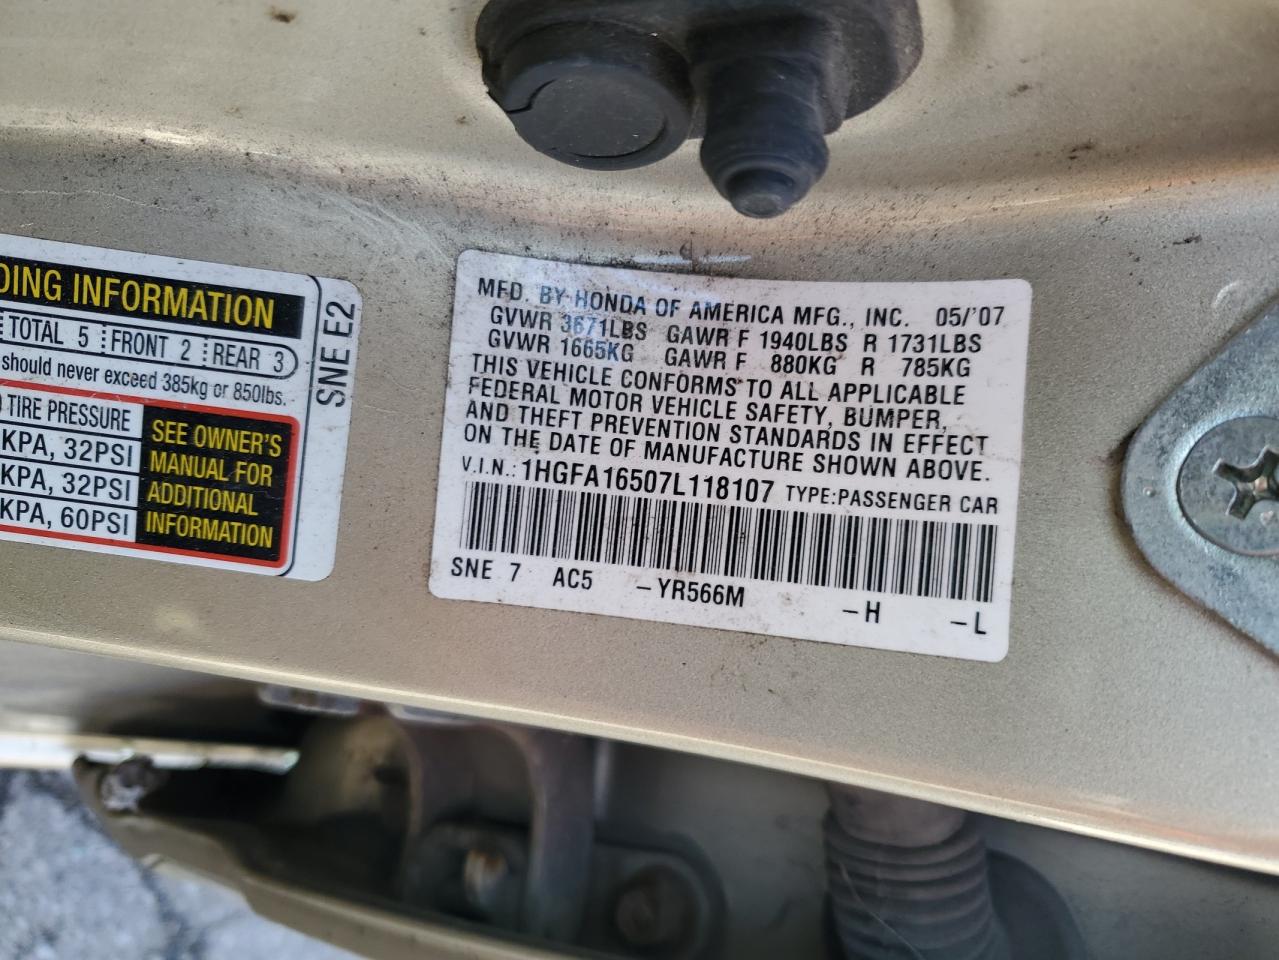 DING INFORMATION
TOTAL 5 FRONT 2 REAR 3
should never exceed 385kg or 850lbs.
TIRE PRESSURE
KPA, 32PSI
KPA, 32PSI
KPA, 60PSI
SEE OWNER'S
MANUAL FOR
ADDITIONAL
INFORMATION
SNE E2
MFD. BY HONDA OF AMERICA MFG., INC. 05/'07
GVWR 3671LBS GAWR F 1940LBS R 1731LBS
GVWR 1665KG GAWR F 880KG R 785KG
THIS VEHICLE CONFORMS TO ALL APPLICABLE
FEDERAL MOTOR VEHICLE SAFETY, BUMPER,
AND THEFT PREVENTION STANDARDS IN EFFECT
ON THE DATE OF MANUFACTURE SHOWN ABOVE.
V.I.N.: 1HGFA16507L118107 TYPE:PASSENGER CAR
SNE 7 AC5 -YR566M -H -L